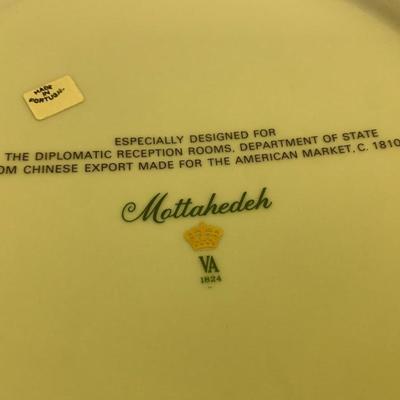 MADE
IN
PORTUGAL
ESPECIALLY DESIGNED FOR
THE DIPLOMATIC RECEPTION ROOMS. DEPARTMENT OF STATE
OM CHINESE EXPORT MADE FOR THE AMERICAN MARKET. C. 1810
Mottahedeh
VA
1824